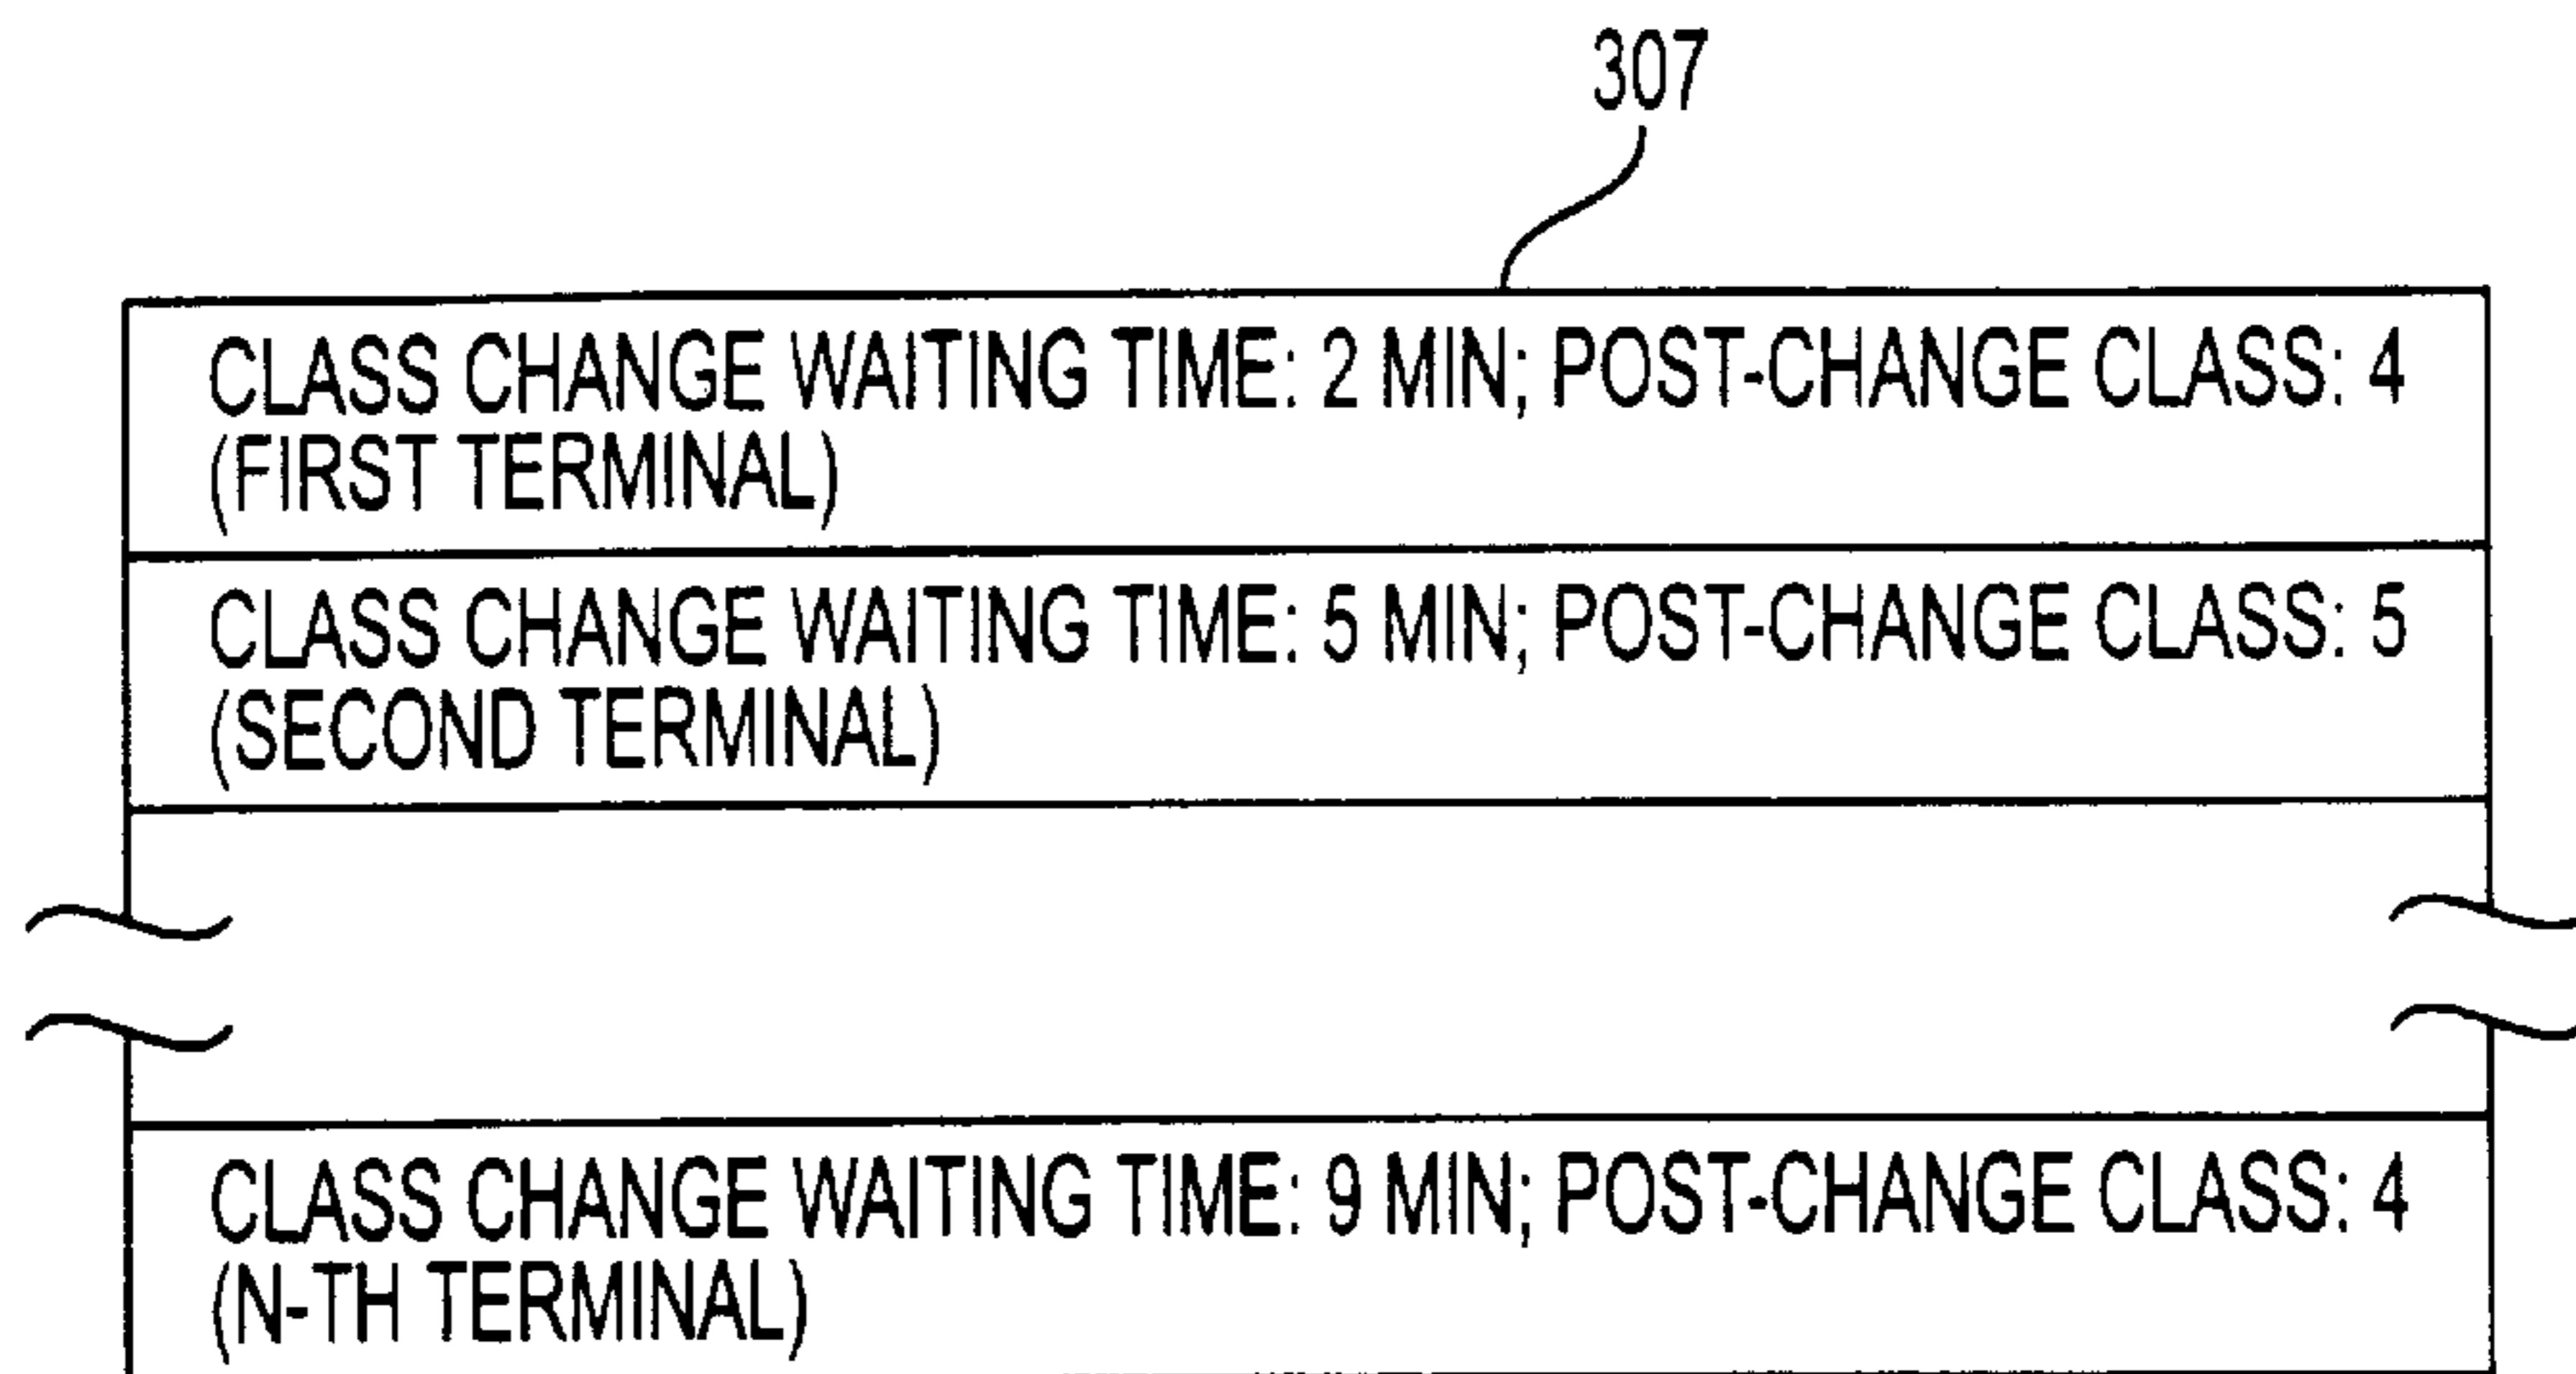 307
CLASS CHANGE WAITING TIME: 2 MIN; POST-CHANGE CLASS: 4
(FIRST TERMINAL)
CLASS CHANGE WAITING TIME: 5 MIN; POST-CHANGE CLASS: 5
(SECOND TERMINAL)
CLASS CHANGE WAITING TIME: 9 MIN; POST-CHANGE CLASS: 4
(N-TH TERMINAL)